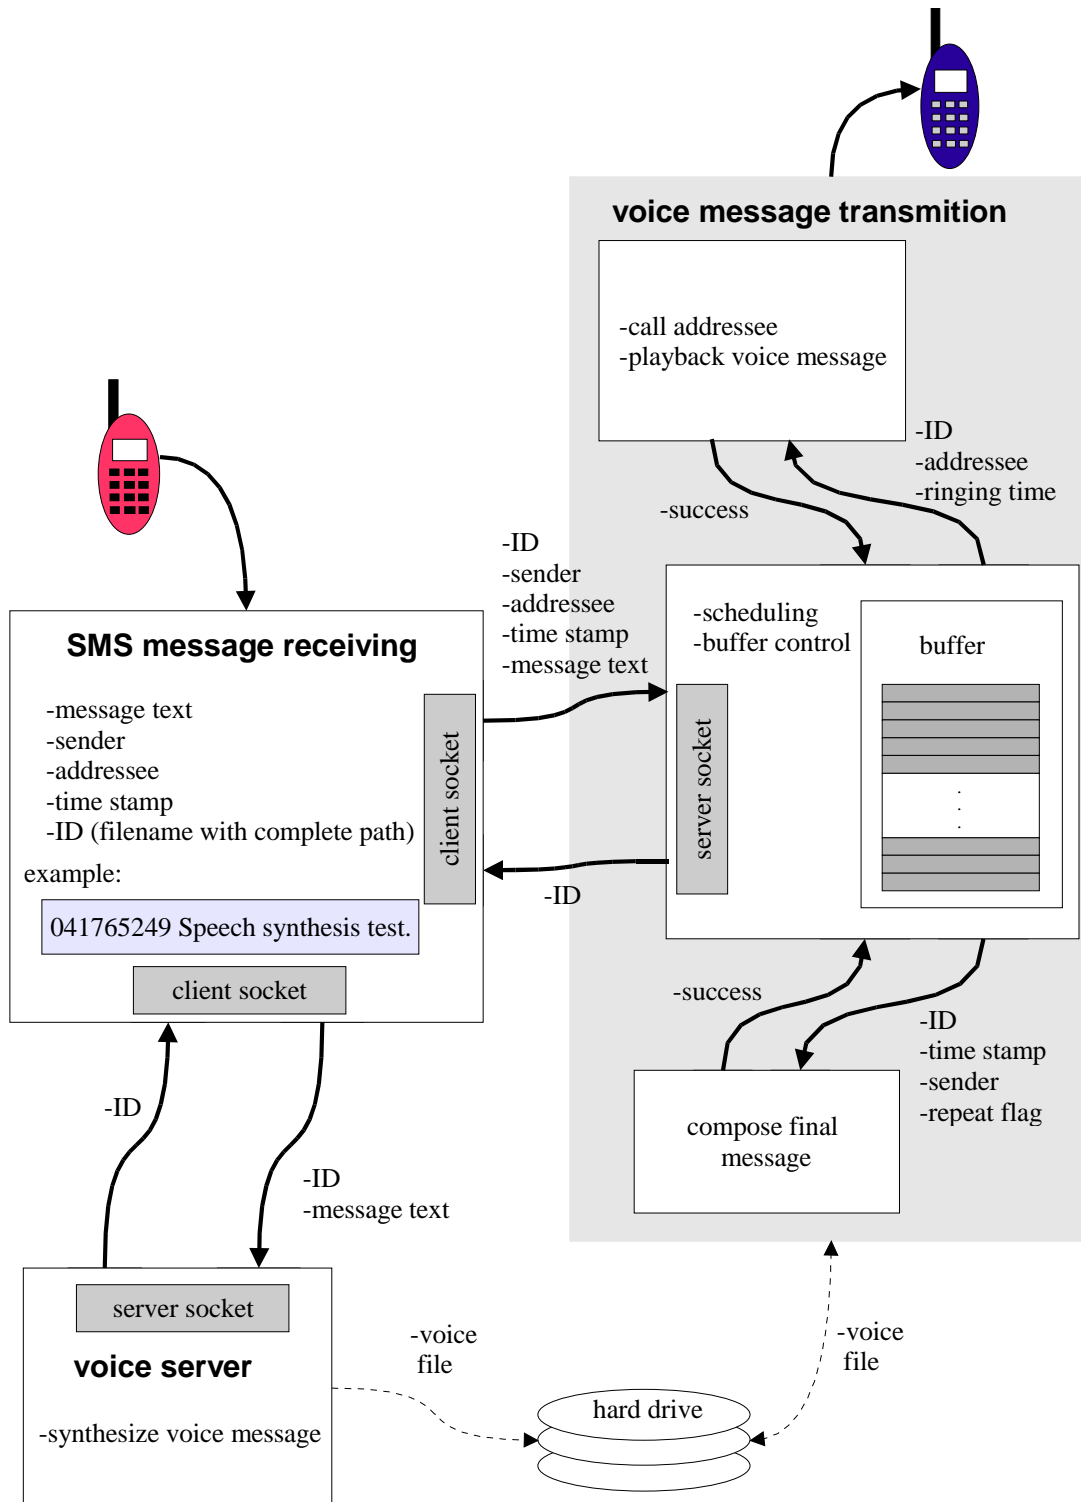 voice message transmition
-call addressee
-playback voice message
-ID
-addressee
-ringing time
-success
-ID
-sender
-addressee
-time stamp
-message text
-scheduling
-buffer control
buffer
.
.
.
server socket
SMS message receiving
-message text
-sender
-addressee
-time stamp
-ID (filename with complete path)
client socket
example:
041765249 Speech synthesis test.
client socket
-ID
-success
-ID
-time stamp
-sender
-repeat flag
compose final
message
-ID
-ID
-message text
server socket
voice server
-synthesize voice message
-voice
file
hard drive
-voice
file